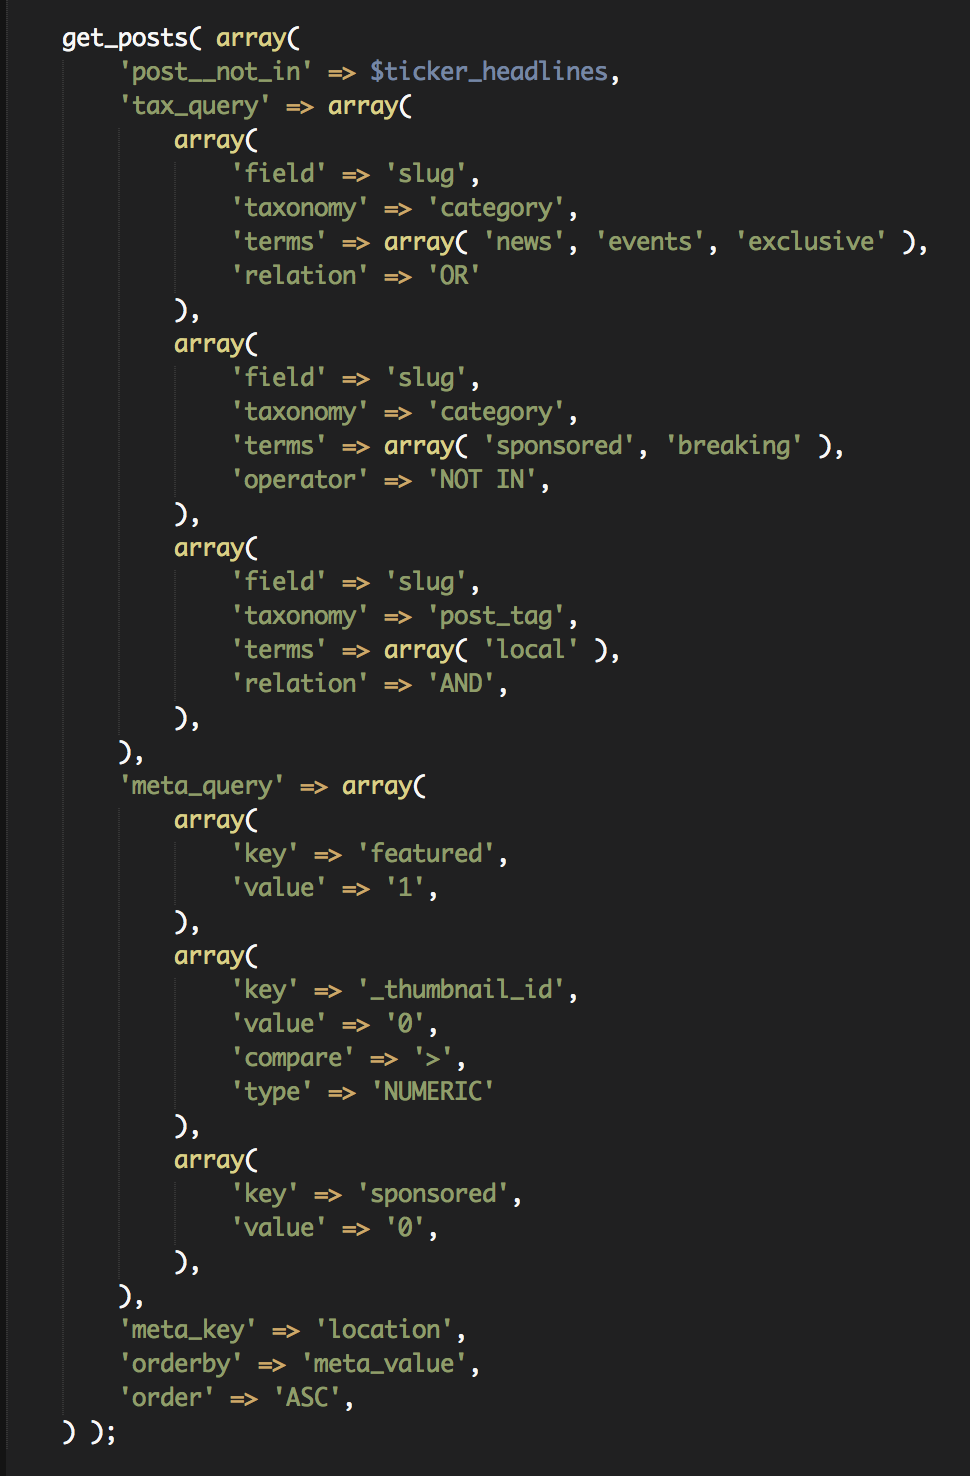 get_posts( array(
'post__not_in' => $ticker_headlines,
'tax_query' => array(
array(
'field' => 'slug',
'taxonomy' => 'category',
'terms' => array( 'news', 'events', 'exclusive' ),
'relation' => 'OR'
),
array(
'field' => 'slug',
'taxonomy' => 'category',
'terms' => array( 'sponsored', 'breaking' ),
'operator' => 'NOT IN',
),
array(
'field' => 'slug',
'taxonomy' => 'post_tag',
'terms' => array( 'local' ),
'relation' => 'AND',
),
),
'meta_query' => array(
array(
'key' => 'featured',
'value' => '1',
),
array(
'key' => '_thumbnail_id',
'value' => '0',
'compare' => '>',
'type' => 'NUMERIC'
),
array(
'key' => 'sponsored',
'value' => '0',
),
),
'meta_key' => 'location',
'orderby' => 'meta_value',
'order' => 'ASC',
) );